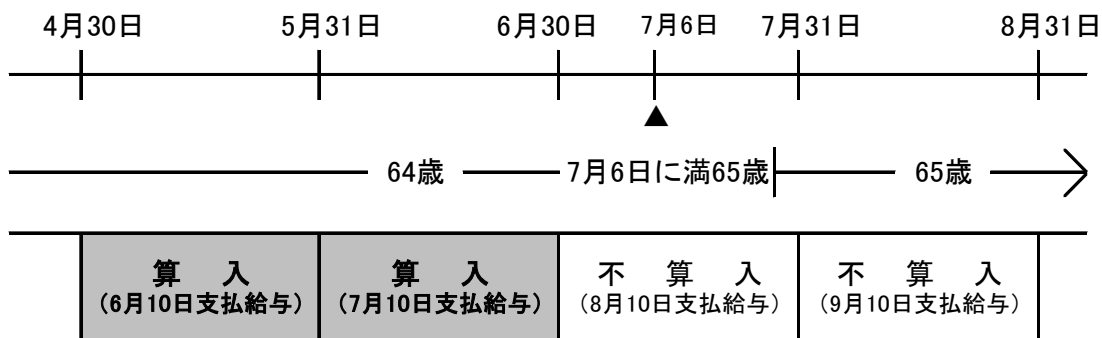 4月30日 5月31日 6月30日 7月6日 7月31日 8月31日
▲
64歳 7月6日に満65歳 65歳
算 入 算 入 不 算 入 不 算 入
(6月10日支払給与) (7月10日支払給与) (8月10日支払給与) (9月10日支払給与)